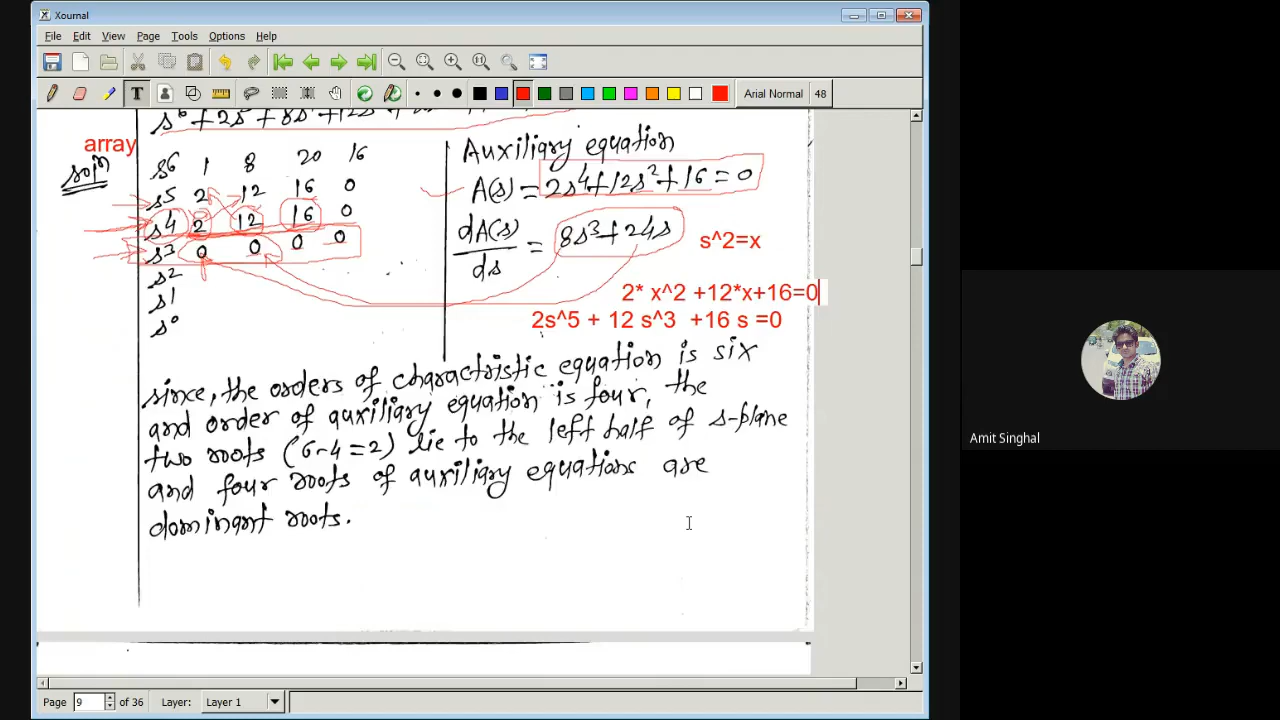 Xournal
File Edit View Page Tools Options Help
Arial Normal 48
array
soln
s6 1 8 20 16
s5 2 12 16 0
s4 2 12 16 0
s3 0 0 0 0
s2
s1
s0
Auxiliary equation
A(s) = 2s4+12s2+16=0
dA(s)
ds
= 8s3+24s
s^2=x
2* x^2 +12*x+16=0
2s^5 + 12 s^3 +16 s =0
since, the orders of charactristic equation is six
and order of auxiliary equation is four, the
two roots (6-4=2) lie to the left half of s-plane
and four roots of auxiliary equations are
dominant roots.
Page 9 of 36 Layer: Layer 1
Amit Singhal